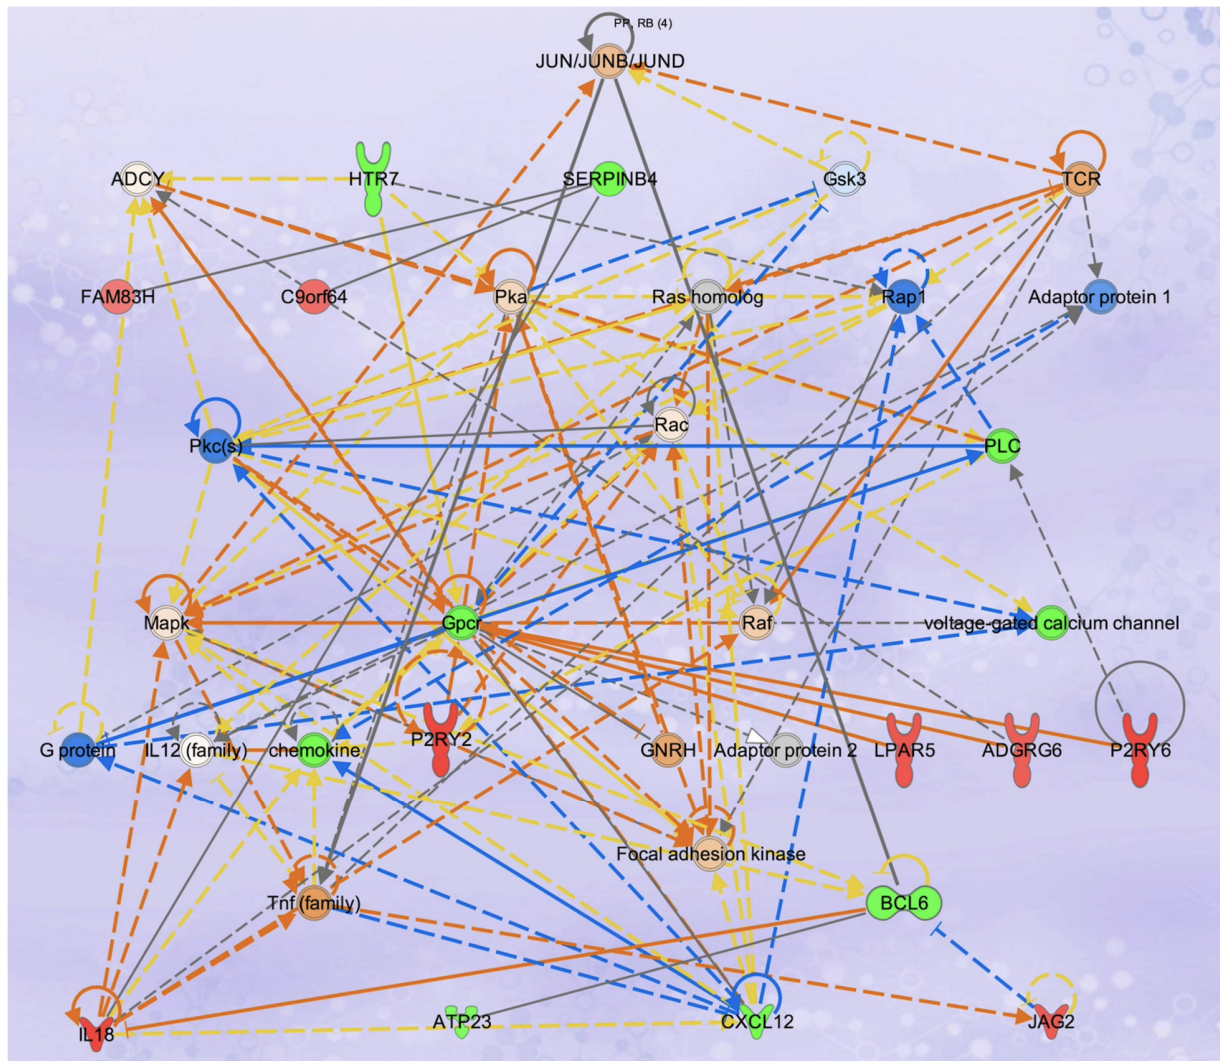 PP, RB (4)
JUN/JUNB/JUND
ADCY
HTR7
SERPINB4
Gsk3
TCR
FAM83H
C9orf64
Pka
Ras homolog
Rap1
Adaptor protein 1
Pkc(s)
Rac
PLC
Mapk
Gpcr
Raf
voltage-gated calcium channel
G protein
IL12 (family)
chemokine
P2RY2
GNRH
Adaptor protein 2
LPAR5
ADGRG6
P2RY6
Focal adhesion kinase
Tnf (family)
BCL6
IL18
ATP23
CXCL12
JAG2